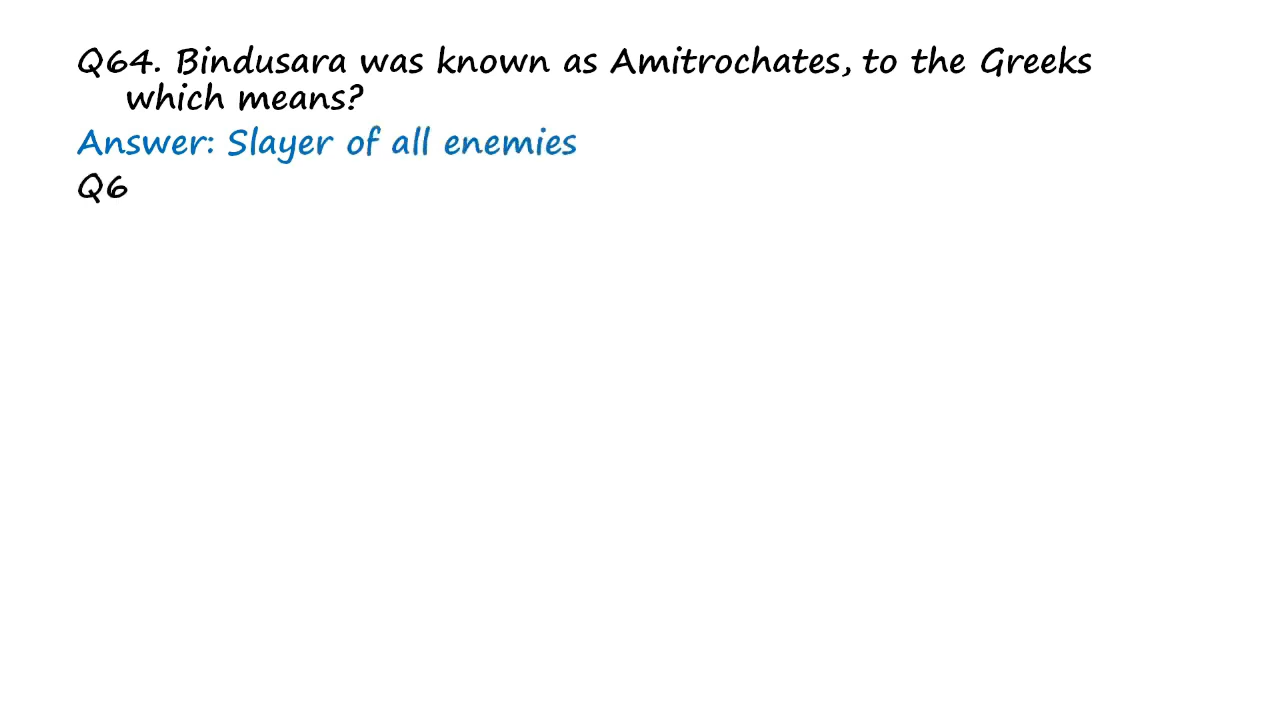 Q64. Bindusara was known as Amitrochates, to the Greeks
which means?
Answer: Slayer of all enemies
Q6